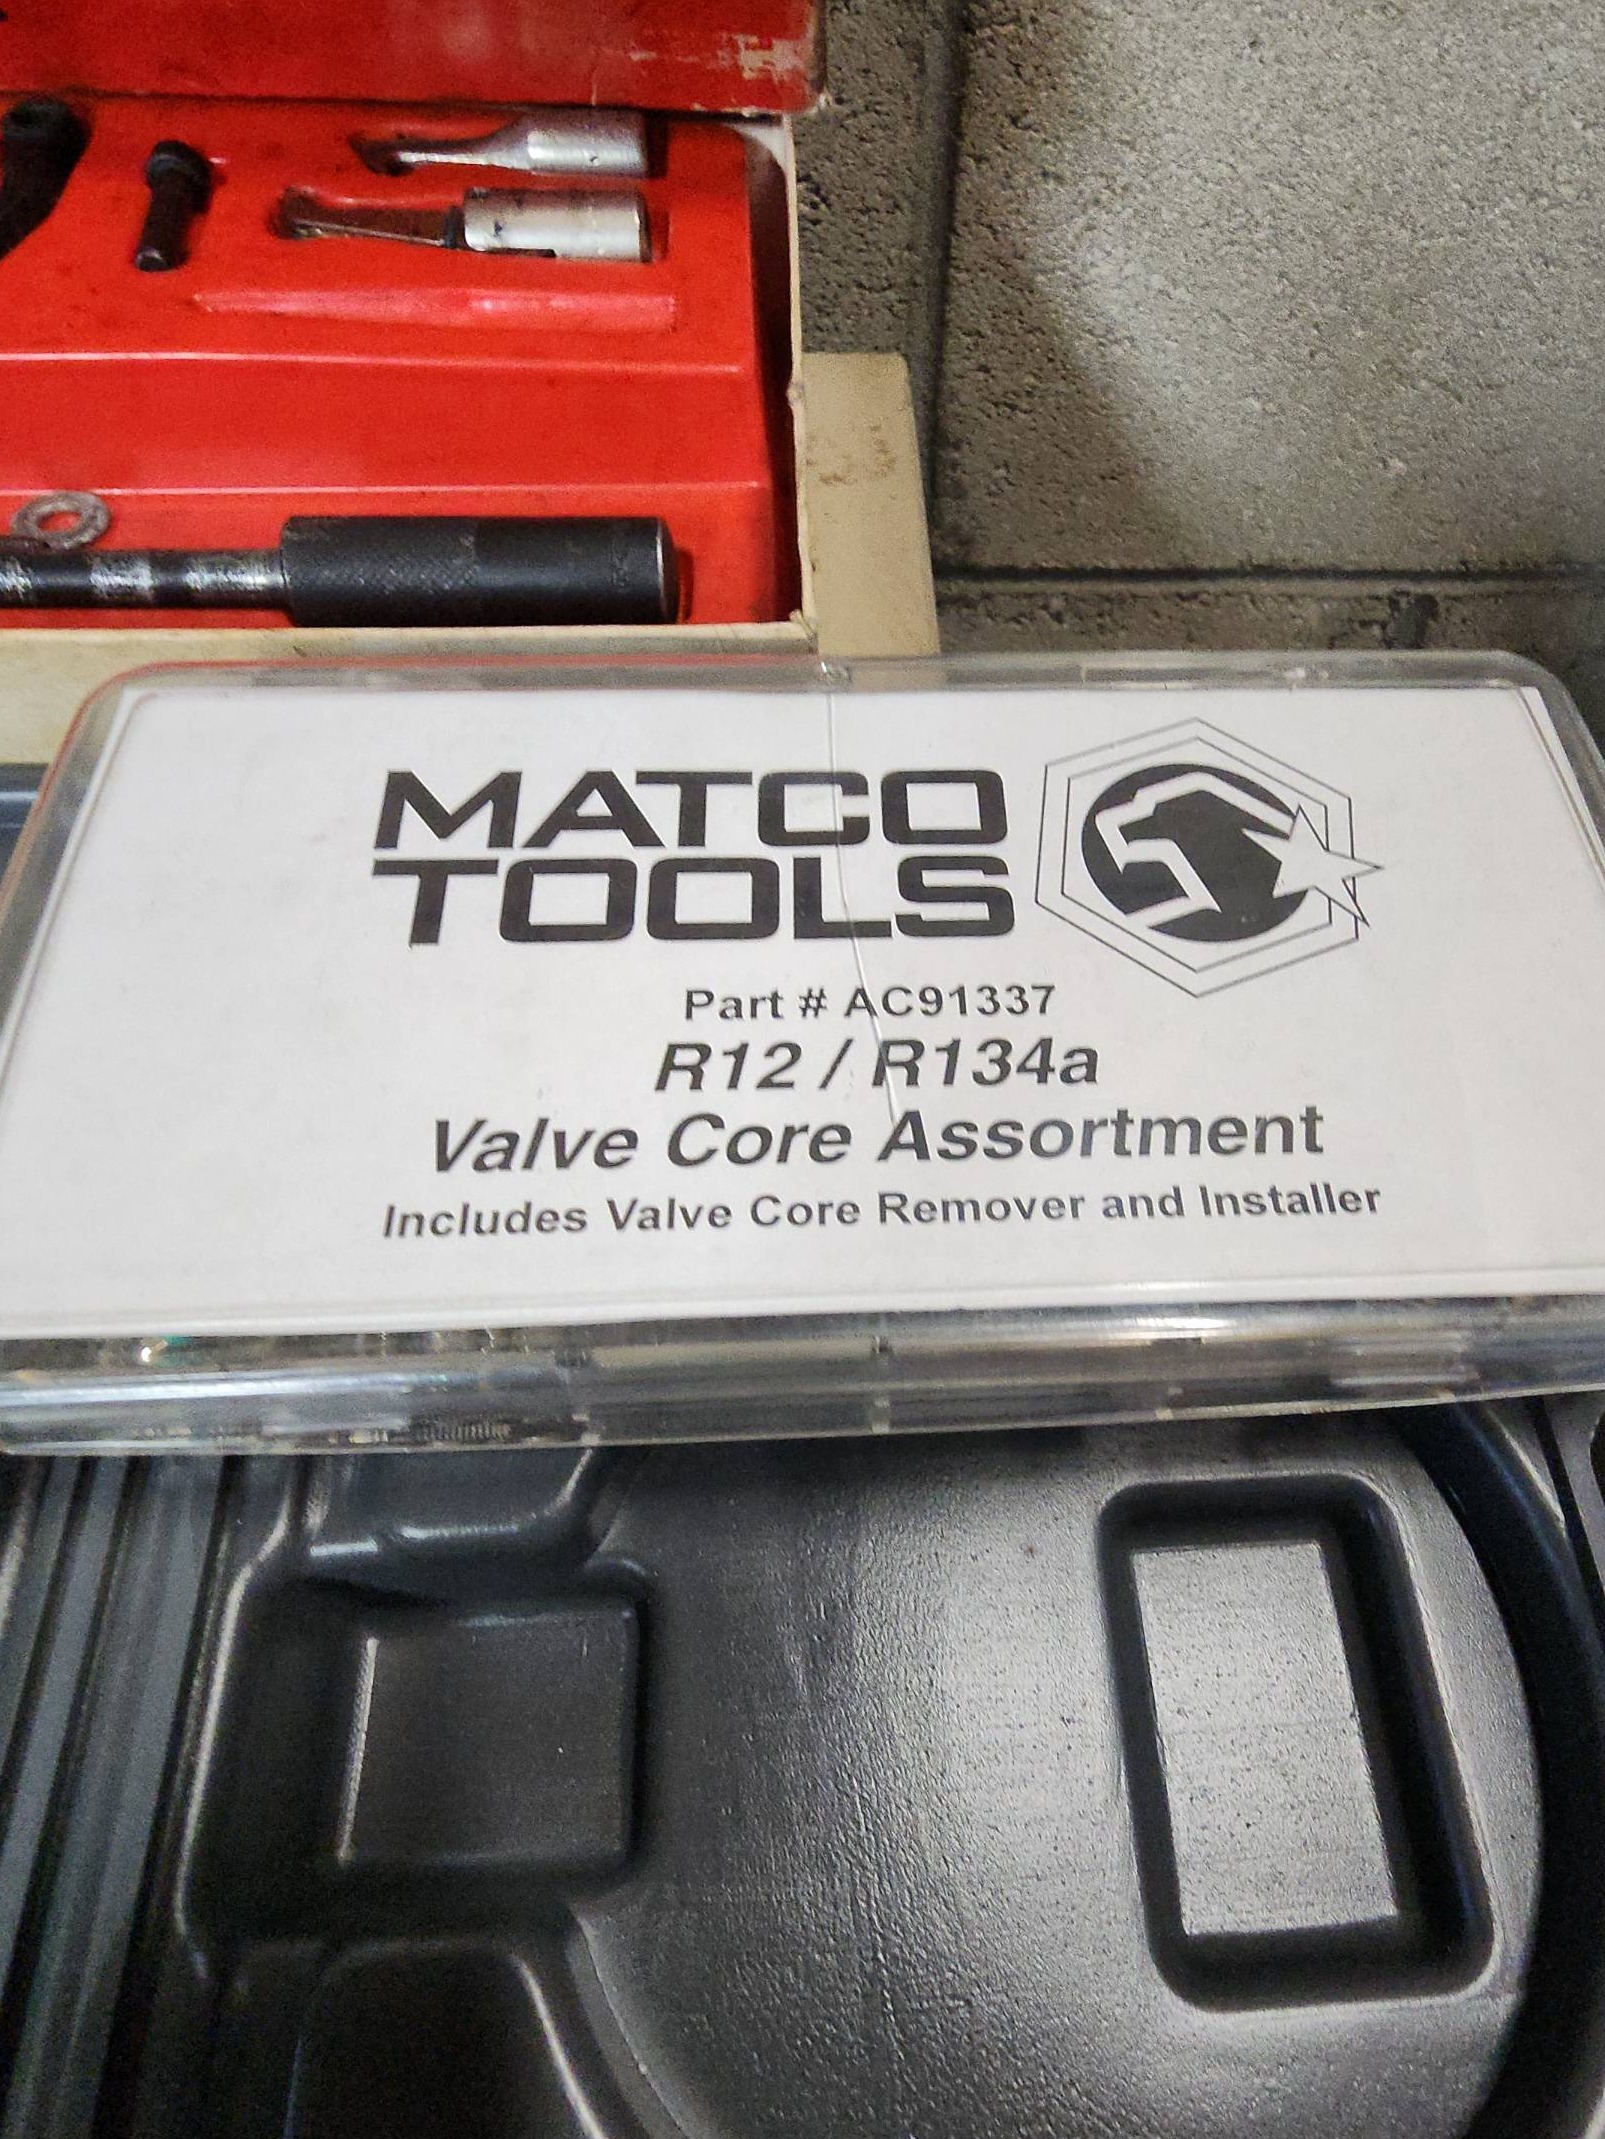 MATCO
TOOLS
Part # AC91337
R12 / R134a
Valve Core Assortment
Includes Valve Core Remover and Installer